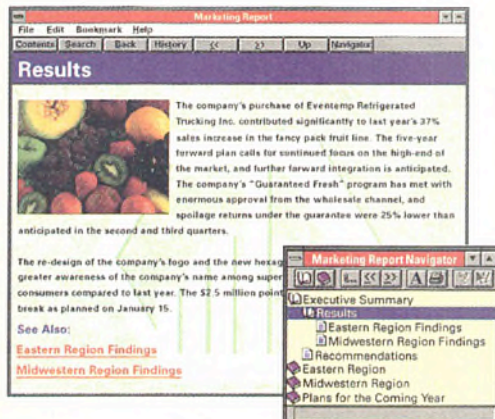 Marketing Report
File Edit Bookmark Help
Contents Search Back History << >> Up Navigator
Results
The company's purchase of Eventemp Refrigerated
Trucking Inc. contributed significantly to last year's 37%
sales increase in the fancy pack fruit line. The five-year
forward plan calls for continued focus on the high-end of
the market, and further forward integration is anticipated.
The company's "Guaranteed Fresh" program has met with
enormous approval from the wholesale channel, and
spoilage returns under the guarantee were 25% lower than
anticipated in the second and third quarters.
The re-design of the company's logo and the new hexag
greater awareness of the company's name among super
consumers compared to last year. The $2.5 million point
break as planned on January 15.
See Also:
Eastern Region Findings
Midwestern Region Findings
Marketing Report Navigator
<< >> A
Executive Summary
Results
Eastern Region Findings
Midwestern Region Findings
Recommendations
Eastern Region
Midwestern Region
Plans for the Coming Year